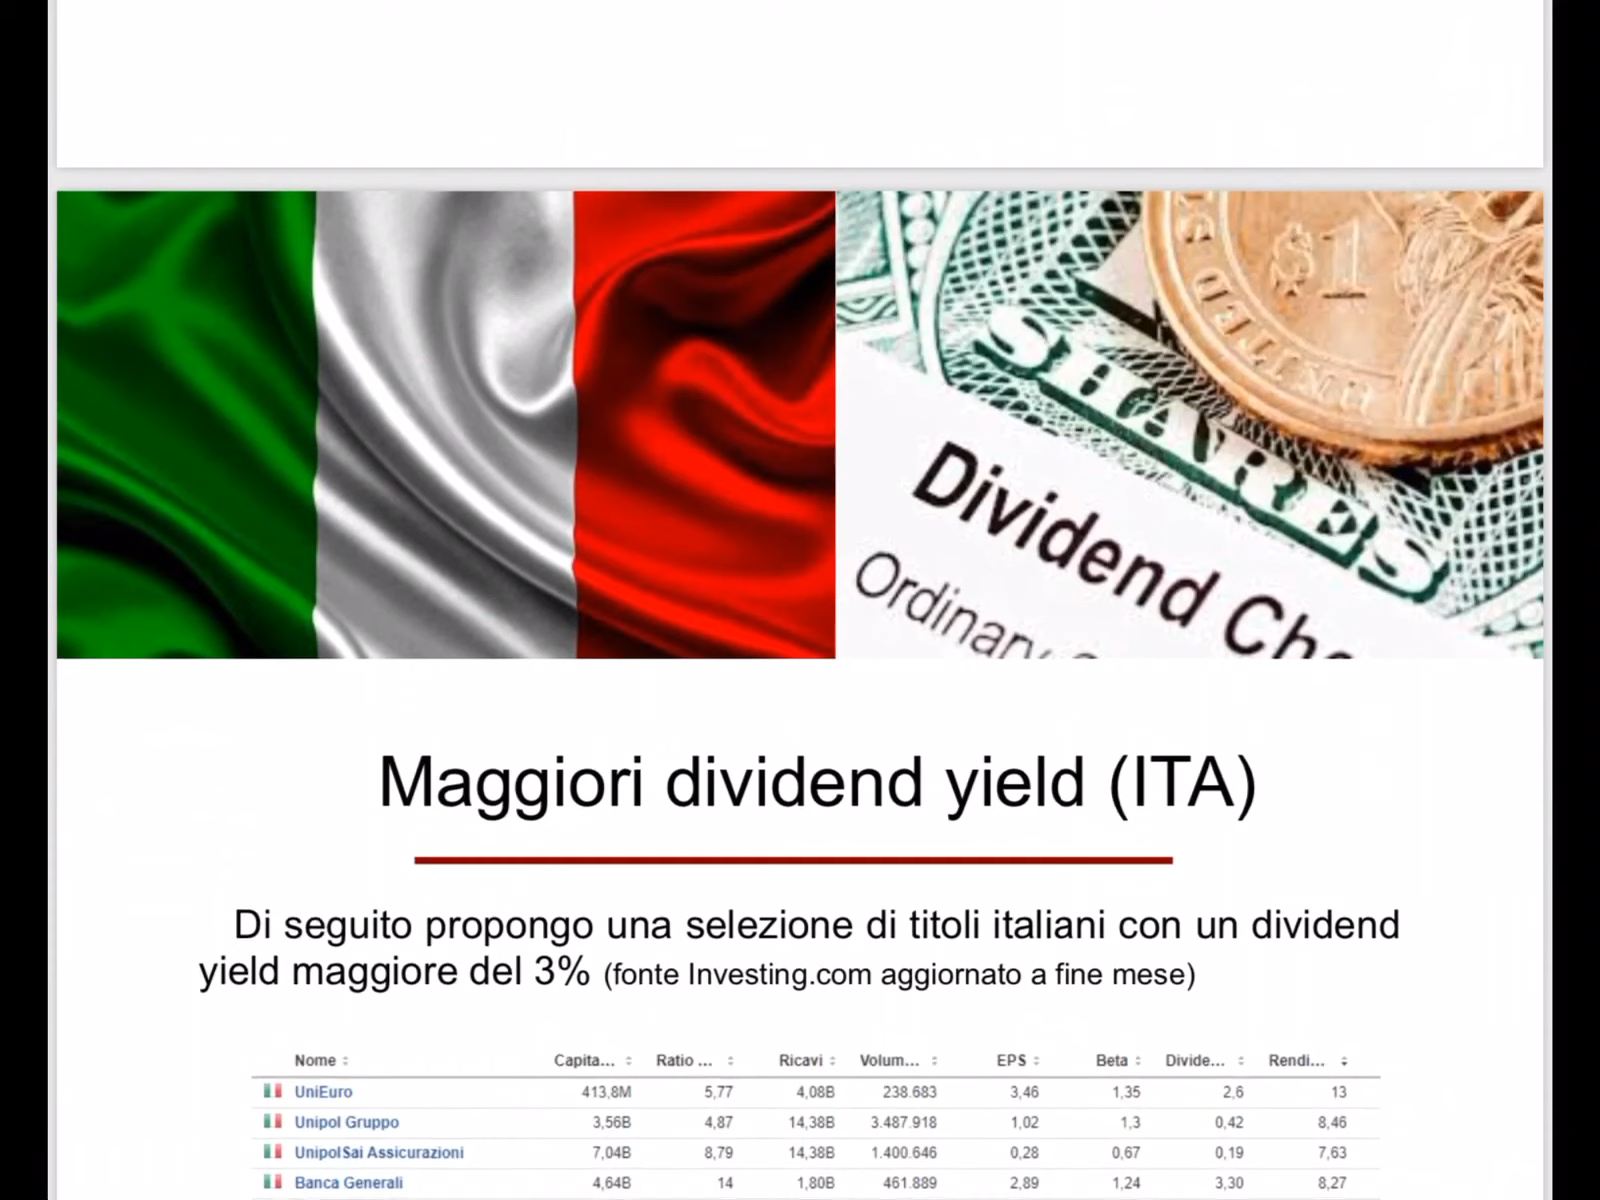 $1
UNITED
SHARES
Dividend
Ordinary
Maggiori dividend yield (ITA)
Di seguito propongo una selezione di titoli italiani con un dividend
yield maggiore del 3% (fonte Investing.com aggiornato a fine mese)
Nome Capita... Ratio ... Ricavi Volum... EPS Beta Divide... Rendi...
UniEuro 413,8M 5,77 4,08B 238.683 3,46 1,35 2,6 13
Unipol Gruppo 3,56B 4,87 14,38B 3.487.918 1,02 1,3 0,42 8,46
UnipolSai Assicurazioni 7,04B 8,79 14,38B 1.400.646 0,28 0,67 0,19 7,63
Banca Generali 4,64B 14 1,80B 461.889 2,89 1,24 3,30 8,27